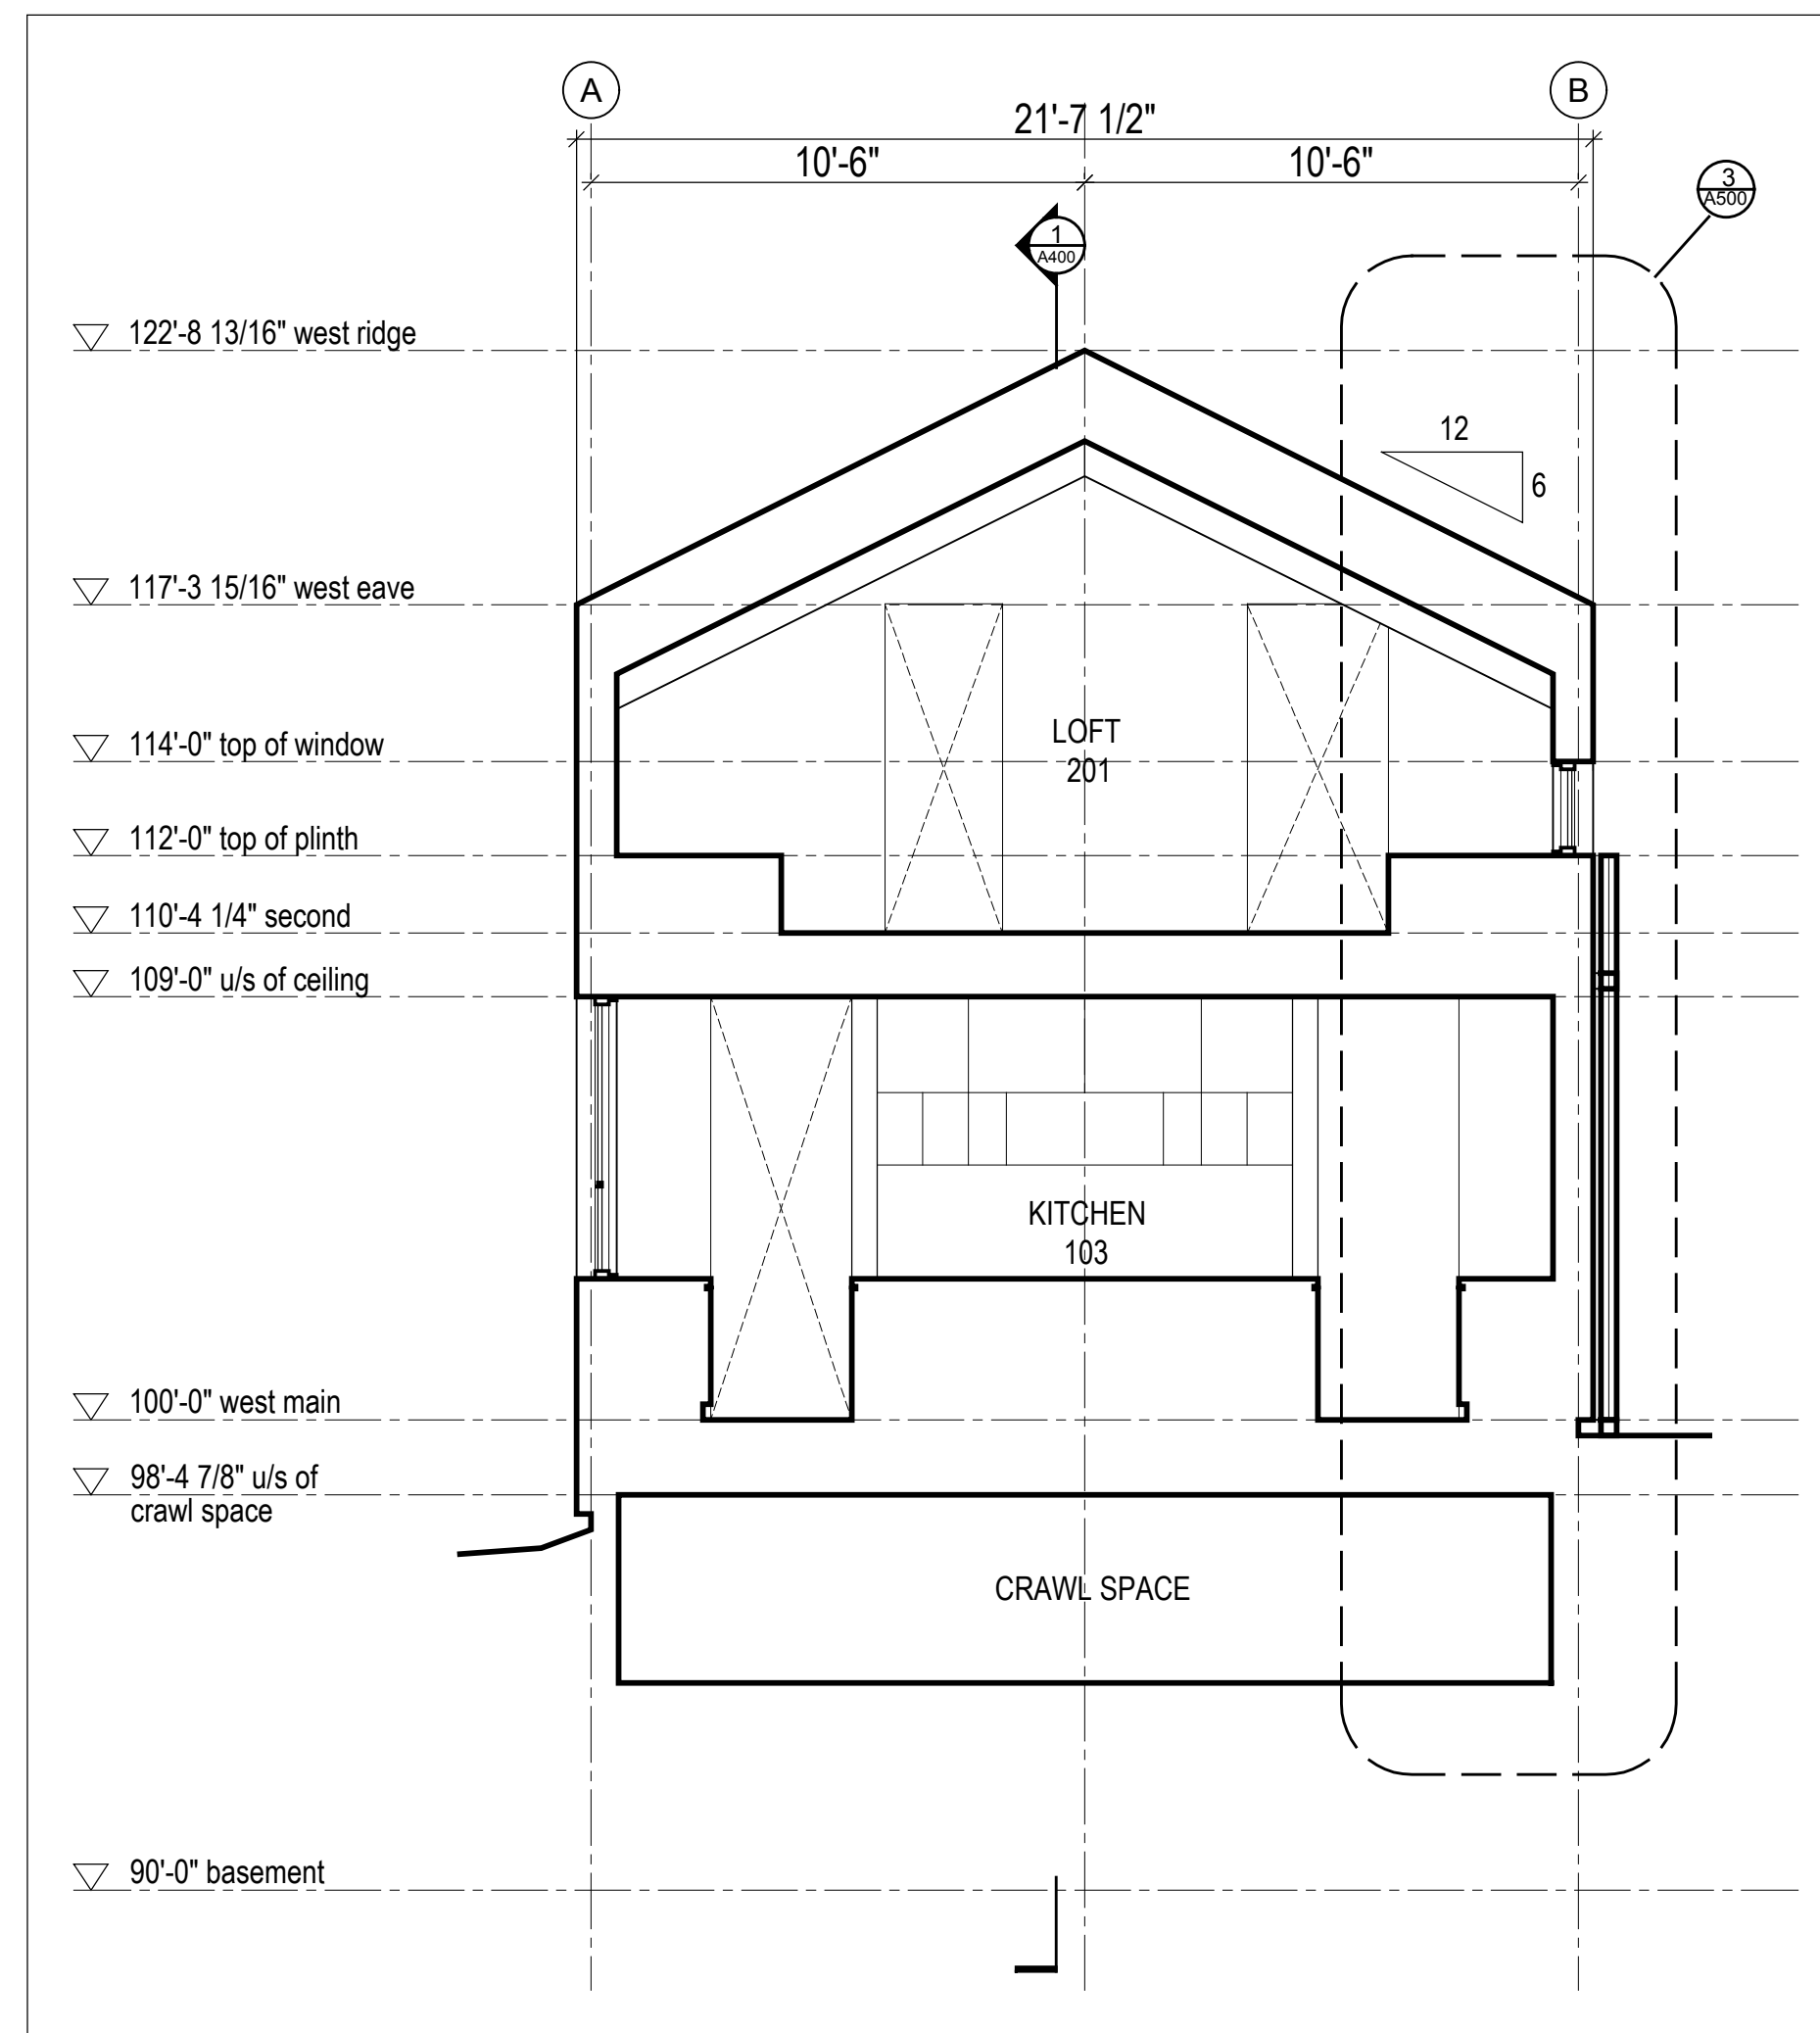 A
B
21'-7 1/2"
10'-6"
10'-6"
3
A500
1
A400
122'-8 13/16" west ridge
12
6
117'-3 15/16" west eave
LOFT
201
114'-0" top of window
112'-0" top of plinth
110'-4 1/4" second
109'-0" u/s of ceiling
KITCHEN
103
100'-0" west main
98'-4 7/8" u/s of
crawl space
CRAWL SPACE
90'-0" basement